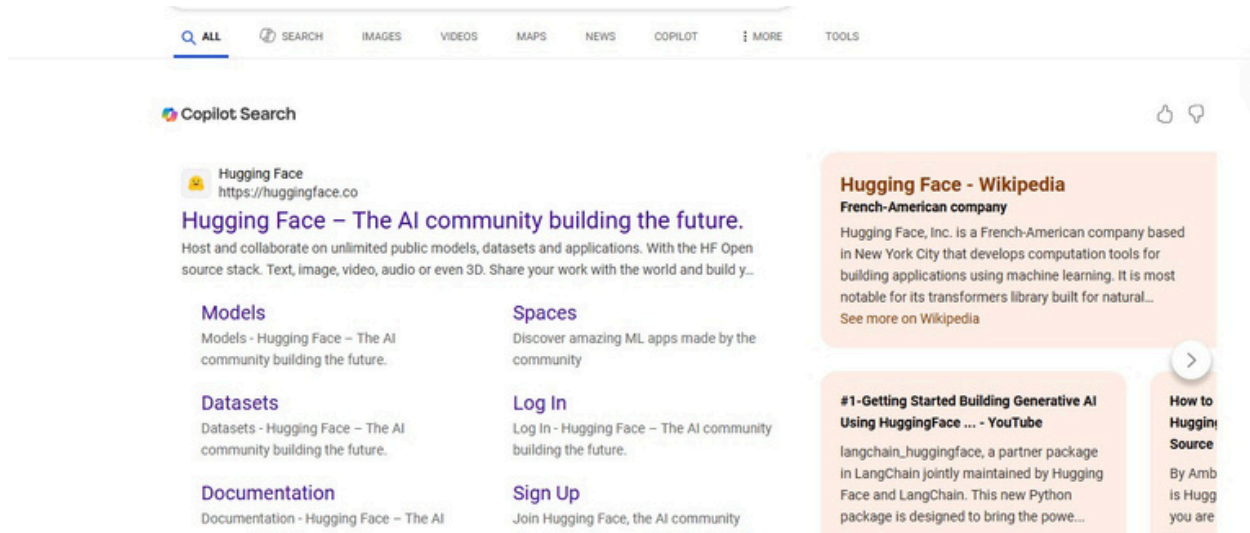 ALL SEARCH IMAGES VIDEOS MAPS NEWS COPILOT MORE TOOLS
Copilot Search
Hugging Face
https://huggingface.co
Hugging Face – The AI community building the future.
Host and collaborate on unlimited public models, datasets and applications. With the HF Open
source stack. Text, image, video, audio or even 3D. Share your work with the world and build y...
Models
Models - Hugging Face – The AI
community building the future.
Spaces
Discover amazing ML apps made by the
community
Datasets
Datasets - Hugging Face – The AI
community building the future.
Log In
Log In - Hugging Face – The AI community
building the future.
Documentation
Documentation - Hugging Face – The AI
Sign Up
Join Hugging Face, the AI community
Hugging Face - Wikipedia
French-American company
Hugging Face, Inc. is a French-American company based
in New York City that develops computation tools for
building applications using machine learning. It is most
notable for its transformers library built for natural...
See more on Wikipedia
#1-Getting Started Building Generative AI
Using HuggingFace ... - YouTube
langchain_huggingface, a partner package
in LangChain jointly maintained by Hugging
Face and LangChain. This new Python
package is designed to bring the powe...
How to
Hugging
Source
By Amb
is Hugg
you are